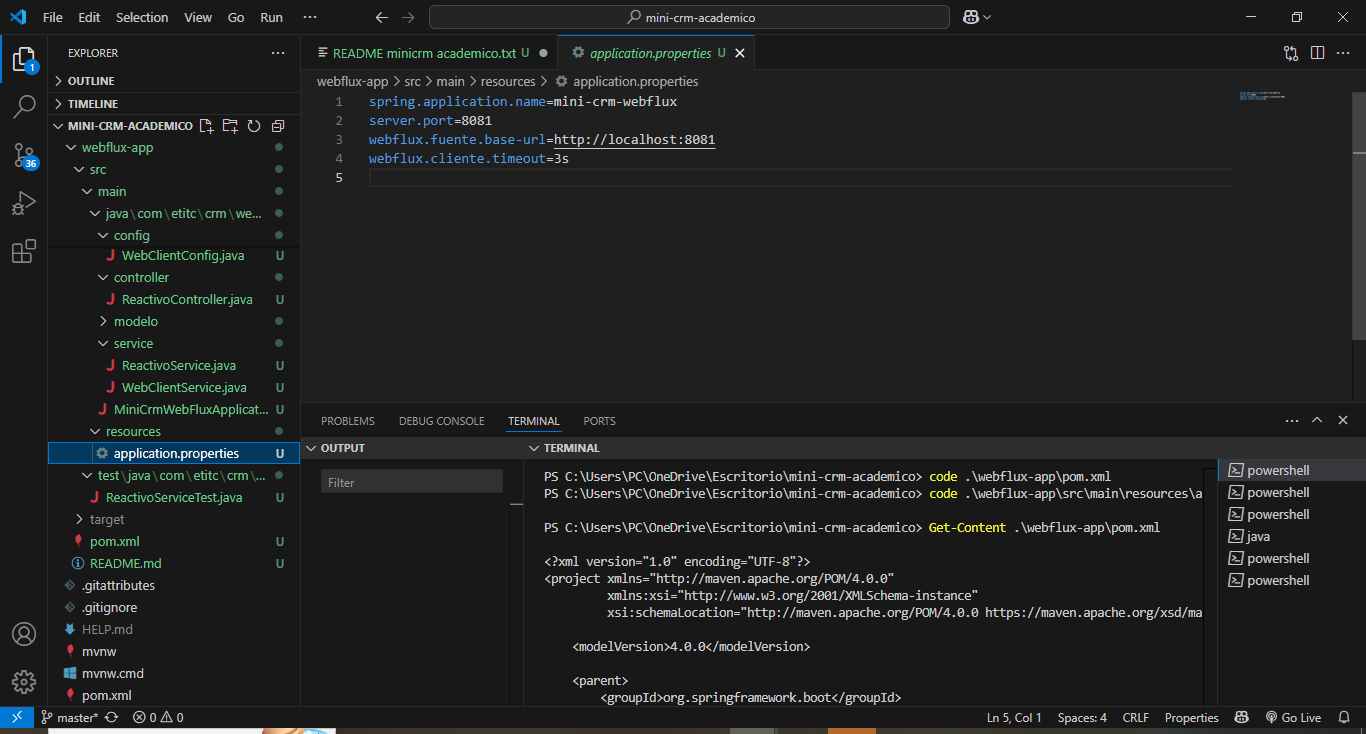 File Edit Selection View Go Run ··· mini-crm-academico
EXPLORER ···
OUTLINE
TIMELINE
MINI-CRM-ACADEMICO
webflux-app
src
main
java\com\etitc\crm\we...
config
WebClientConfig.java U
controller
ReactivoController.java U
modelo
service
ReactivoService.java U
WebClientService.java U
MiniCrmWebFluxApplicat... U
resources
application.properties U
test\java\com\etitc\crm\...
ReactivoServiceTest.java U
target
pom.xml U
README.md U
.gitattributes
.gitignore
HELP.md
mvnw
mvnw.cmd
pom.xml
1
36
README minicrm academico.txt U
application.properties U
webflux-app > src > main > resources > application.properties
1 spring.application.name=mini-crm-webflux
2 server.port=8081
3 webflux.fuente.base-url=http://localhost:8081
4 webflux.cliente.timeout=3s
5
PROBLEMS DEBUG CONSOLE TERMINAL PORTS
OUTPUT
Filter
TERMINAL
PS C:\Users\PC\OneDrive\Escritorio\mini-crm-academico> code .\webflux-app\pom.xml
PS C:\Users\PC\OneDrive\Escritorio\mini-crm-academico> code .\webflux-app\src\main\resources\a
PS C:\Users\PC\OneDrive\Escritorio\mini-crm-academico> Get-Content .\webflux-app\pom.xml
<?xml version="1.0" encoding="UTF-8"?>
<project xmlns="http://maven.apache.org/POM/4.0.0"
xmlns:xsi="http://www.w3.org/2001/XMLSchema-instance"
xsi:schemaLocation="http://maven.apache.org/POM/4.0.0 https://maven.apache.org/xsd/ma
<modelVersion>4.0.0</modelVersion>
<parent>
<groupId>org.springframework.boot</groupId>
powershell
powershell
powershell
java
powershell
powershell
master* 0 0 Ln 5, Col 1 Spaces: 4 CRLF Properties Go Live